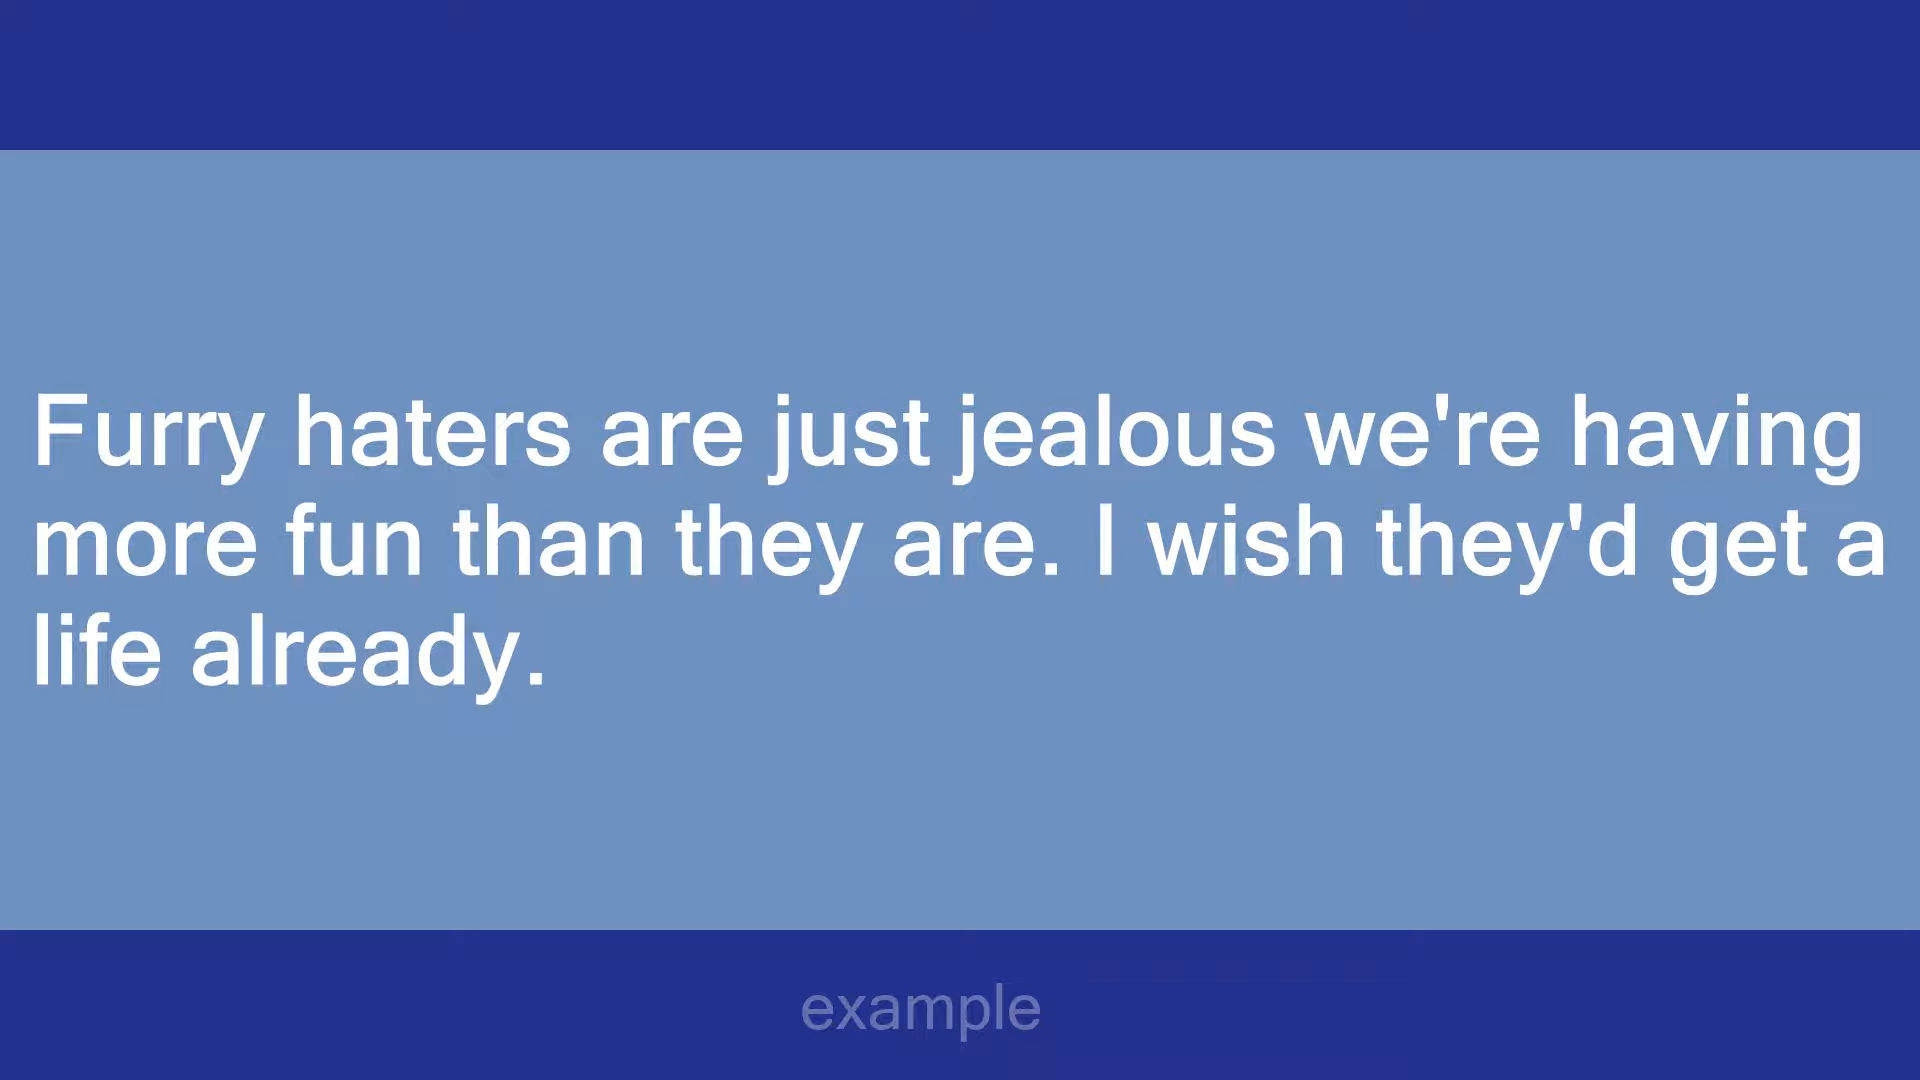 Furry haters are just jealous we're having
more fun than they are. I wish they'd get a
life already.
example